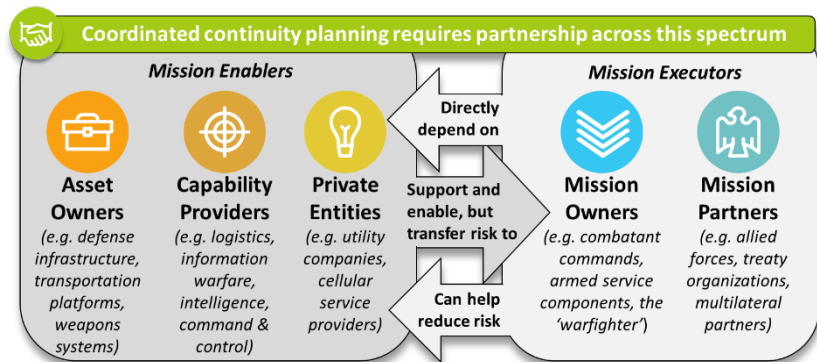 Coordinated continuity planning requires partnership across this spectrum
Mission Enablers
Asset
Owners
(e.g. defense
infrastructure,
transportation
platforms,
weapons
systems)
Capability
Providers
(e.g. logistics,
information
warfare,
intelligence,
command &
control)
Private
Entities
(e.g. utility
companies,
cellular
service
providers)
Directly
depend on
Support and
enable, but
transfer risk to
Can help
reduce risk
Mission Executors
Mission
Owners
(e.g. combatant
commands,
armed service
components, the
‘warfighter’)
Mission
Partners
(e.g. allied
forces, treaty
organizations,
multilateral
partners)